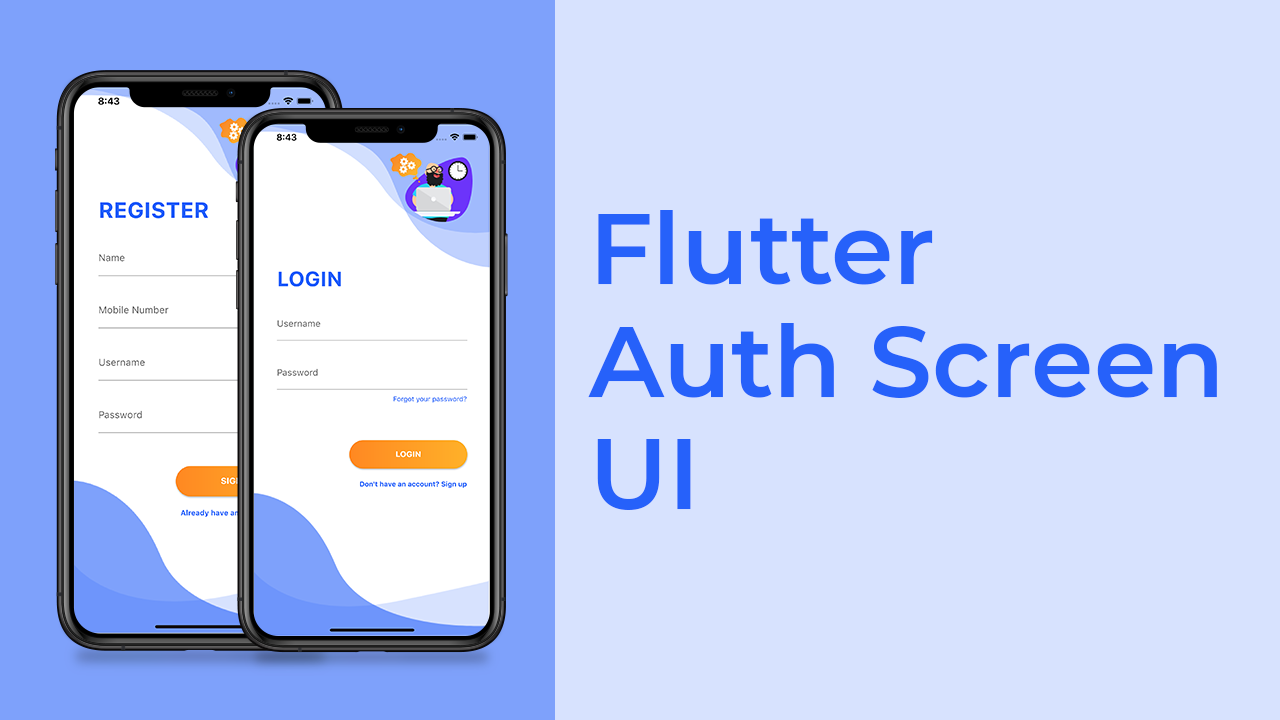 8:43
REGISTER
Name
Mobile Number
Username
Password
8:43
LOGIN
Username
Password
Forgot your password?
LOGIN
Don't have an account? Sign up
Already have
Flutter
Auth Screen
UI